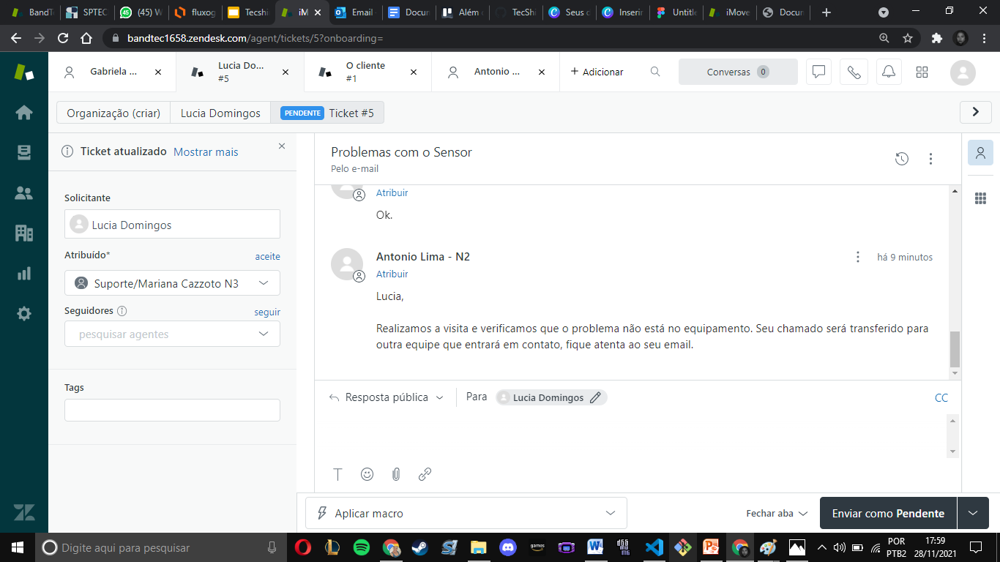 BandTe
SPTEC
(45) W
fluxog
Tecshi
iM
Email
Docum
Além d
TecShi
Seus d
Inserir
Untitle
iMove
Docum
bandtec1658.zendesk.com/agent/tickets/5?onboarding=
Gabriela ...
Lucia Do...
#5
O cliente
#1
Antonio ...
+ Adicionar
Conversas 0
Organização (criar)
Lucia Domingos
PENDENTE Ticket #5
Ticket atualizado Mostrar mais
Solicitante
Lucia Domingos
Atribuído* aceite
Suporte/Mariana Cazzoto N3
Seguidores seguir
pesquisar agentes
Tags
Problemas com o Sensor
Pelo e-mail
Atribuir
Ok.
Antonio Lima - N2 há 9 minutos
Atribuir
Lucia,
Realizamos a visita e verificamos que o problema não está no equipamento. Seu chamado será transferido para
outra equipe que entrará em contato, fique atenta ao seu email.
Resposta pública Para Lucia Domingos CC
Aplicar macro
Fechar aba
Enviar como Pendente
Digite aqui para pesquisar
games
POR
PTB2
17:59
28/11/2021